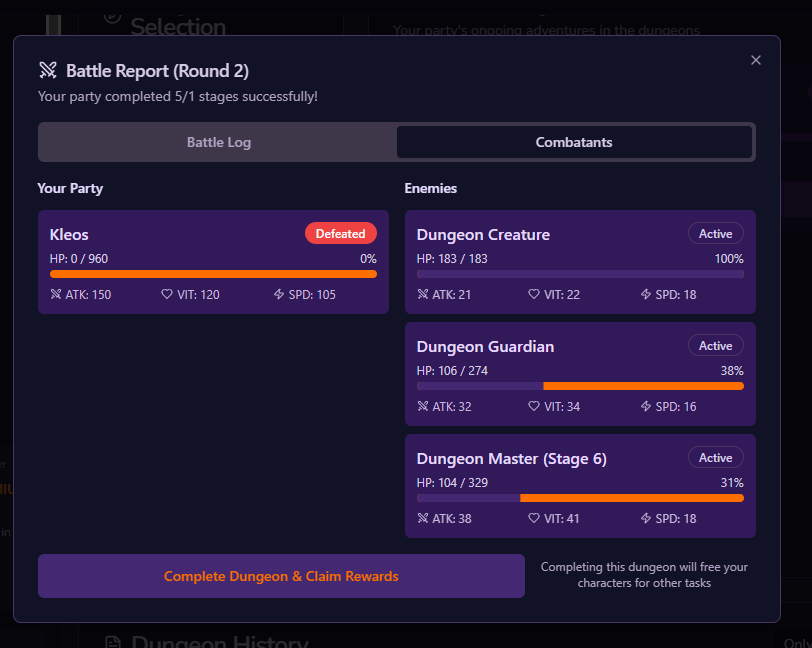 Selection
Your party's ongoing adventures in the dungeons
Battle Report (Round 2)
Your party completed 5/1 stages successfully!
Battle Log
Combatants
Your Party
Enemies
Kleos
Defeated
HP: 0 / 960
0%
ATK: 150
VIT: 120
SPD: 105
Dungeon Creature
Active
HP: 183 / 183
100%
ATK: 21
VIT: 22
SPD: 18
Dungeon Guardian
Active
HP: 106 / 274
38%
ATK: 32
VIT: 34
SPD: 16
Dungeon Master (Stage 6)
Active
HP: 104 / 329
31%
ATK: 38
VIT: 41
SPD: 18
Complete Dungeon & Claim Rewards
Completing this dungeon will free your
characters for other tasks
in
Dungeon History
Only